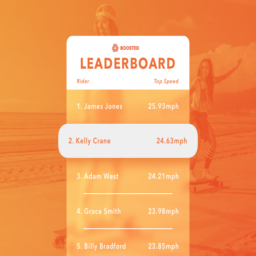 BOOSTED
LEADERBOARD
Rider Top Speed
1. James Jones 25.93mph
2. Kelly Crane 24.63mph
3. Adam West 24.21mph
4. Grace Smith 23.98mph
5. Billy Bradford 23.85mph